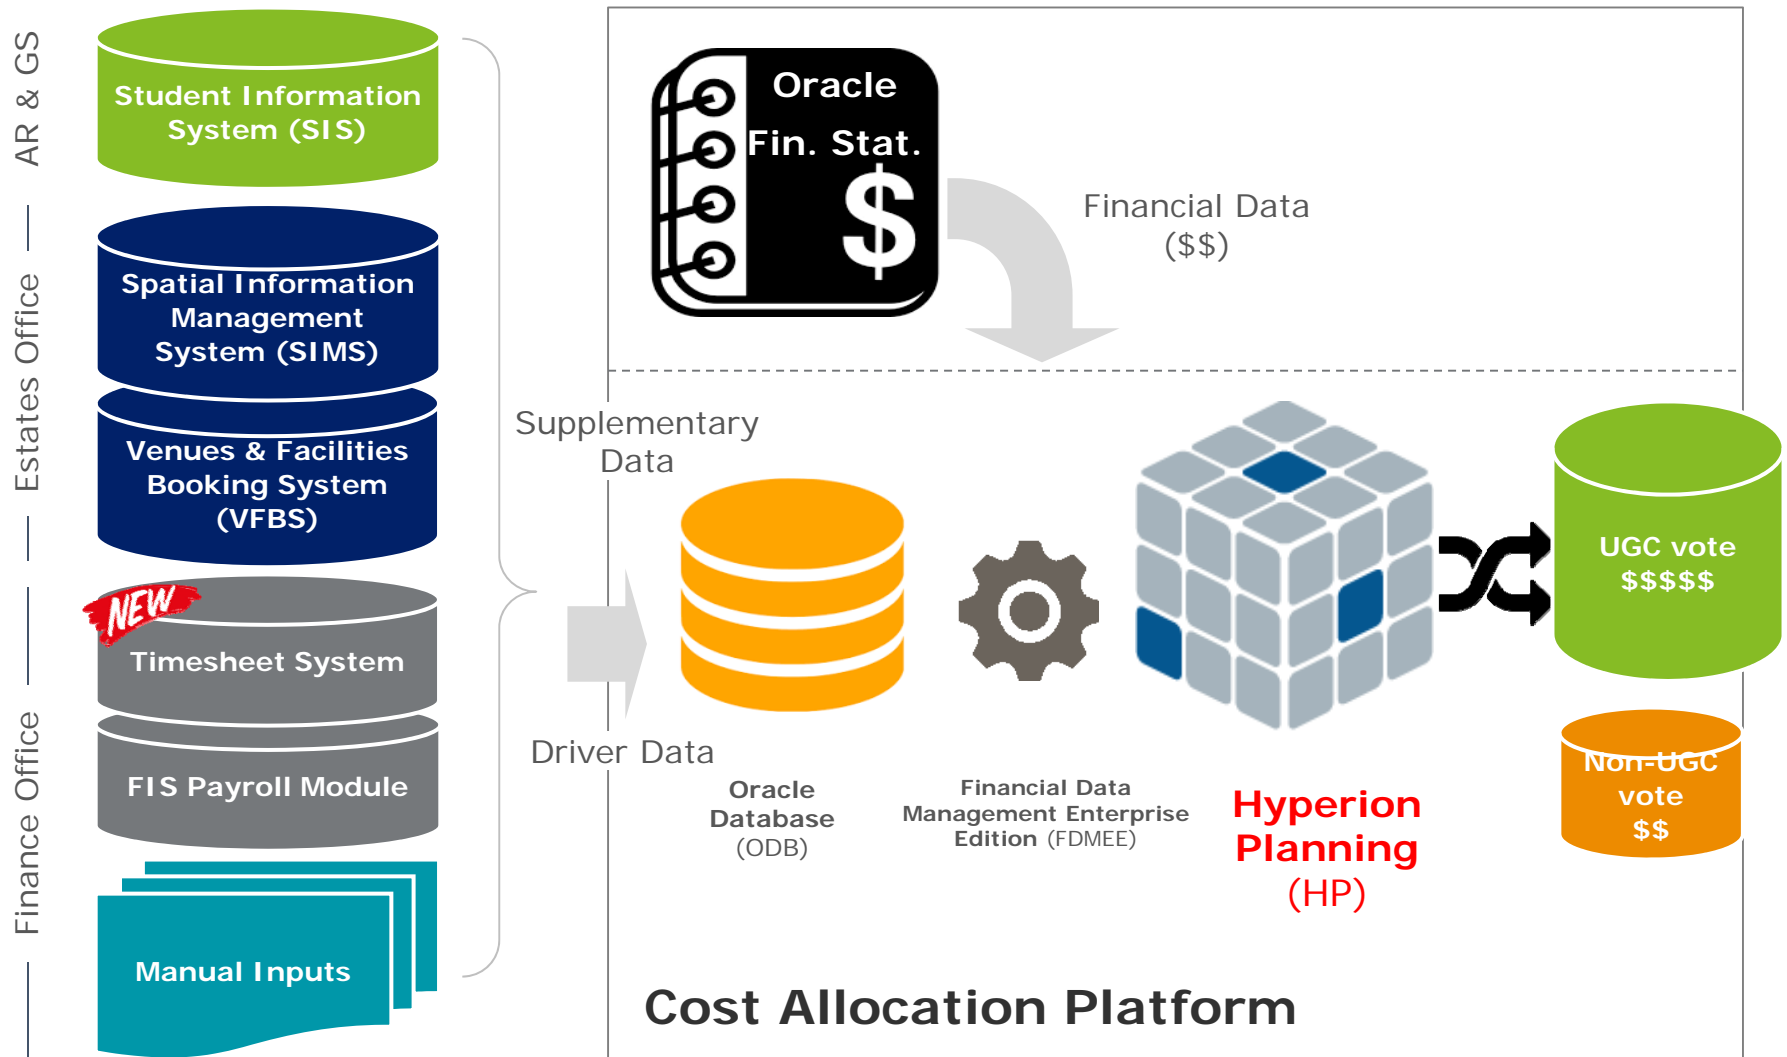 AR & GS
Student Information
System (SIS)
Estates Office
Spatial Information
Management
System (SIMS)
Venues & Facilities
Booking System
(VFBS)
Finance Office
NEW
Timesheet System
FIS Payroll Module
Manual Inputs
Supplementary
Data
Driver Data
Oracle
Fin. Stat.
$
Financial Data
($$)
Oracle
Database
(ODB)
Financial Data
Management Enterprise
Edition (FDMEE)
Hyperion
Planning
(HP)
UGC vote
$$$$$
Non-UGC
vote
$$
Cost Allocation Platform